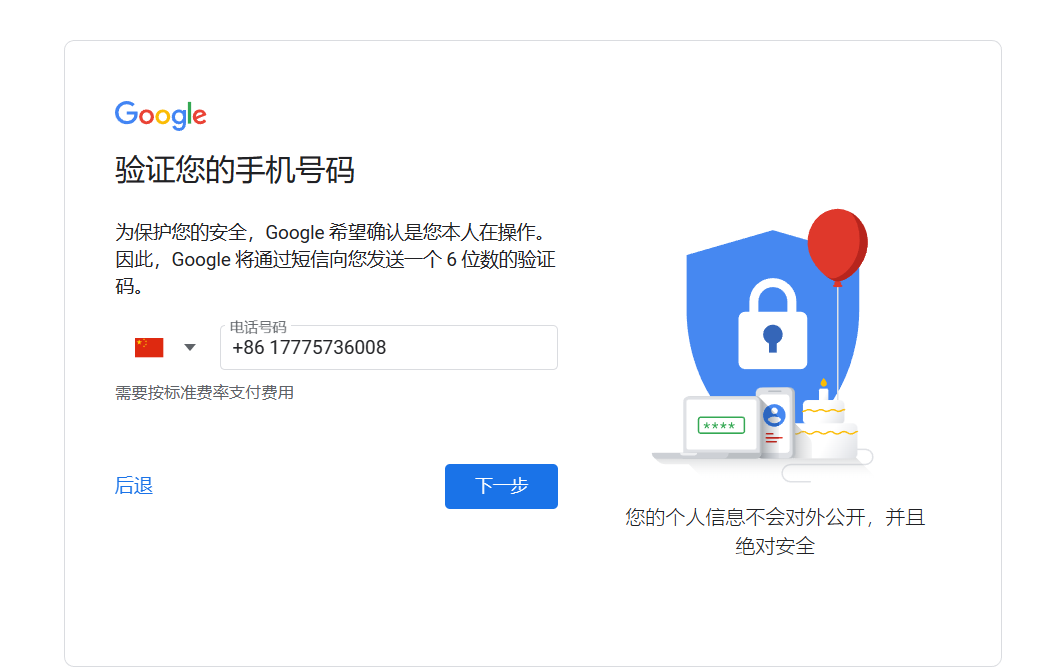 Google
验证您的手机号码
为保护您的安全，Google 希望确认是您本人在操作。
因此，Google 将通过短信向您发送一个 6 位数的验证
码。
电话号码
+86 17775736008
需要按标准费率支付费用
后退
下一步
****
您的个人信息不会对外公开，并且
绝对安全